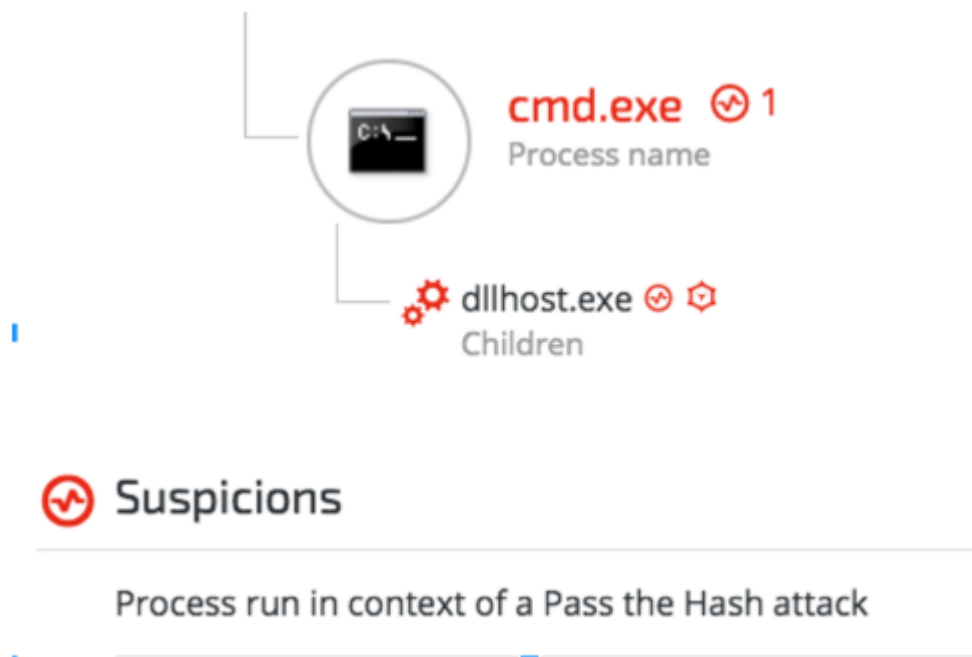 C:\
cmd.exe 1
Process name
dllhost.exe
Children
Suspicions
Process run in context of a Pass the Hash attack